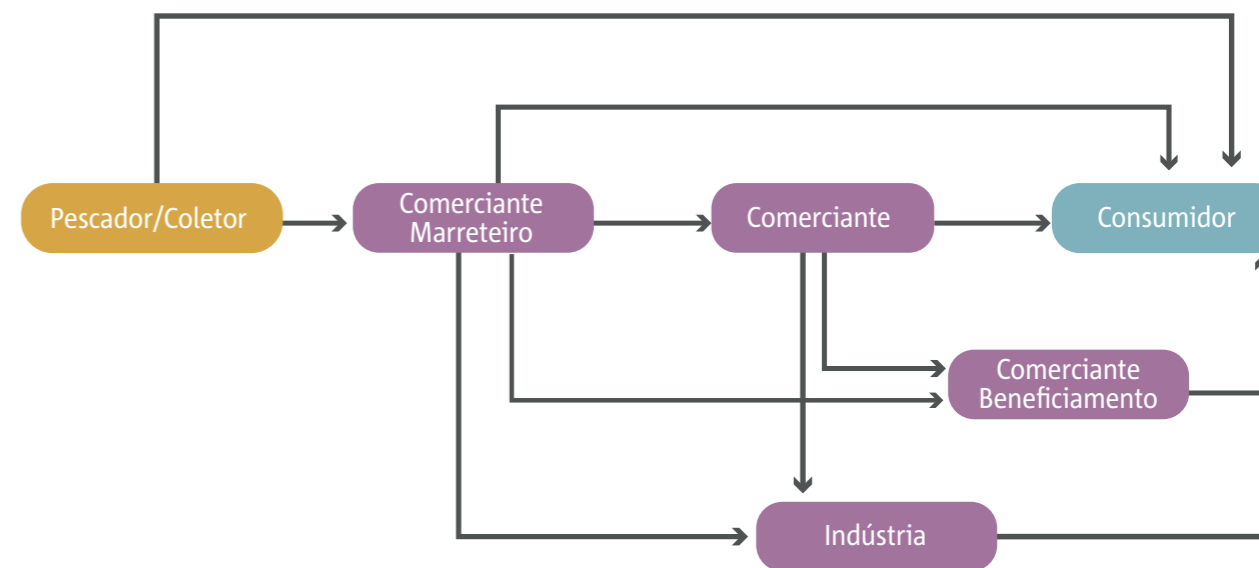 Pescador/Coletor
Comerciante
Marreteiro
Comerciante
Consumidor
Comerciante
Beneficiamento
Indústria